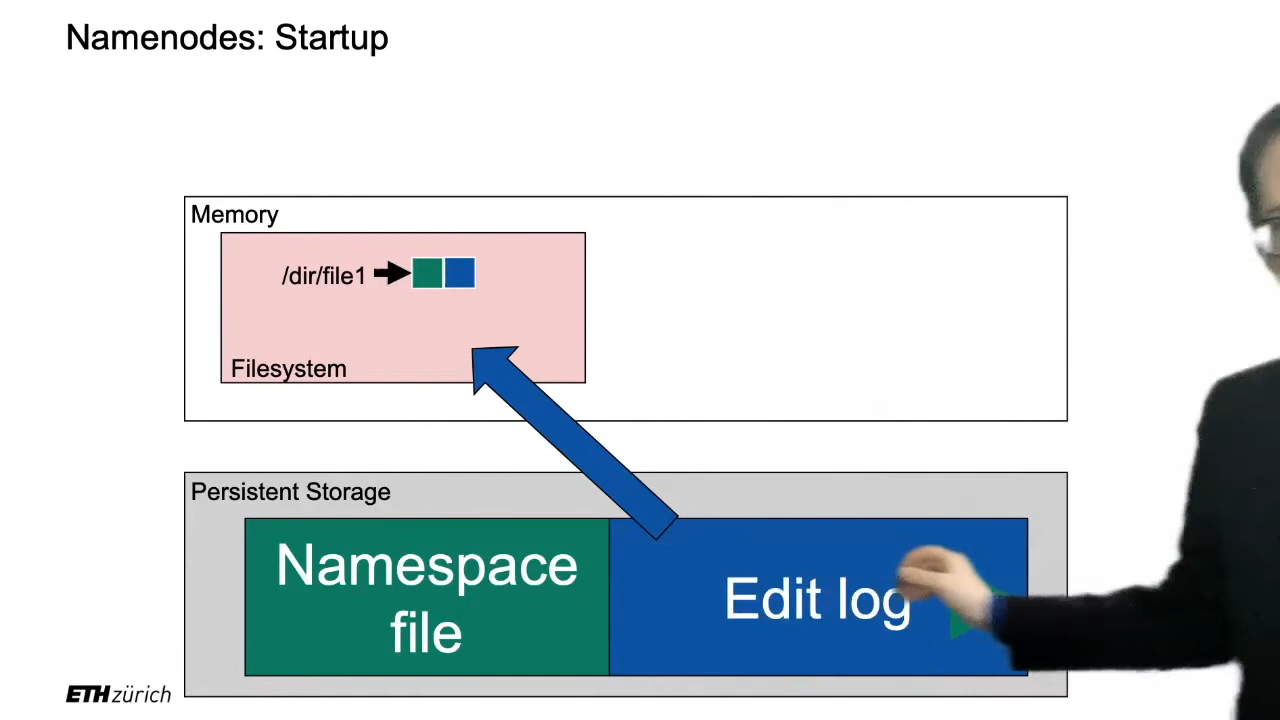 Namenodes: Startup
Memory
/dir/file1
Filesystem
Persistent Storage
Namespace
file
Edit log
ETH zürich